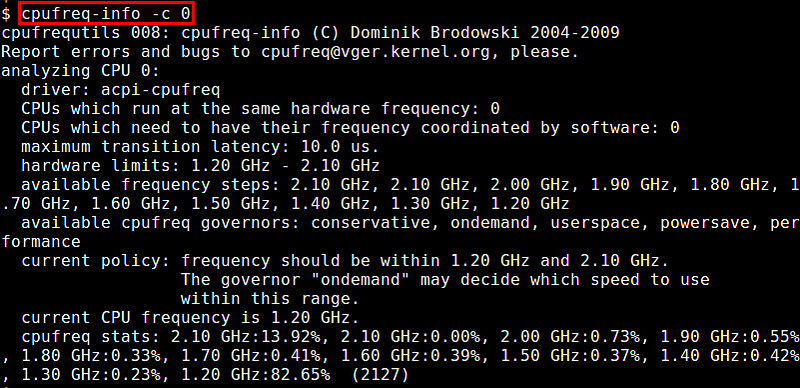 $ cpufreq-info -c 0
cpufrequtils 008: cpufreq-info (C) Dominik Brodowski 2004-2009
Report errors and bugs to cpufreq@vger.kernel.org, please.
analyzing CPU 0:
  driver: acpi-cpufreq
  CPUs which run at the same hardware frequency: 0
  CPUs which need to have their frequency coordinated by software: 0
  maximum transition latency: 10.0 us.
  hardware limits: 1.20 GHz - 2.10 GHz
  available frequency steps: 2.10 GHz, 2.10 GHz, 2.00 GHz, 1.90 GHz, 1.80 GHz, 1
.70 GHz, 1.60 GHz, 1.50 GHz, 1.40 GHz, 1.30 GHz, 1.20 GHz
  available cpufreq governors: conservative, ondemand, userspace, powersave, per
formance
  current policy: frequency should be within 1.20 GHz and 2.10 GHz.
                  The governor "ondemand" may decide which speed to use
                  within this range.
  current CPU frequency is 1.20 GHz.
  cpufreq stats: 2.10 GHz:13.92%, 2.10 GHz:0.00%, 2.00 GHz:0.73%, 1.90 GHz:0.55%
, 1.80 GHz:0.33%, 1.70 GHz:0.41%, 1.60 GHz:0.39%, 1.50 GHz:0.37%, 1.40 GHz:0.42%
, 1.30 GHz:0.23%, 1.20 GHz:82.65%  (2127)